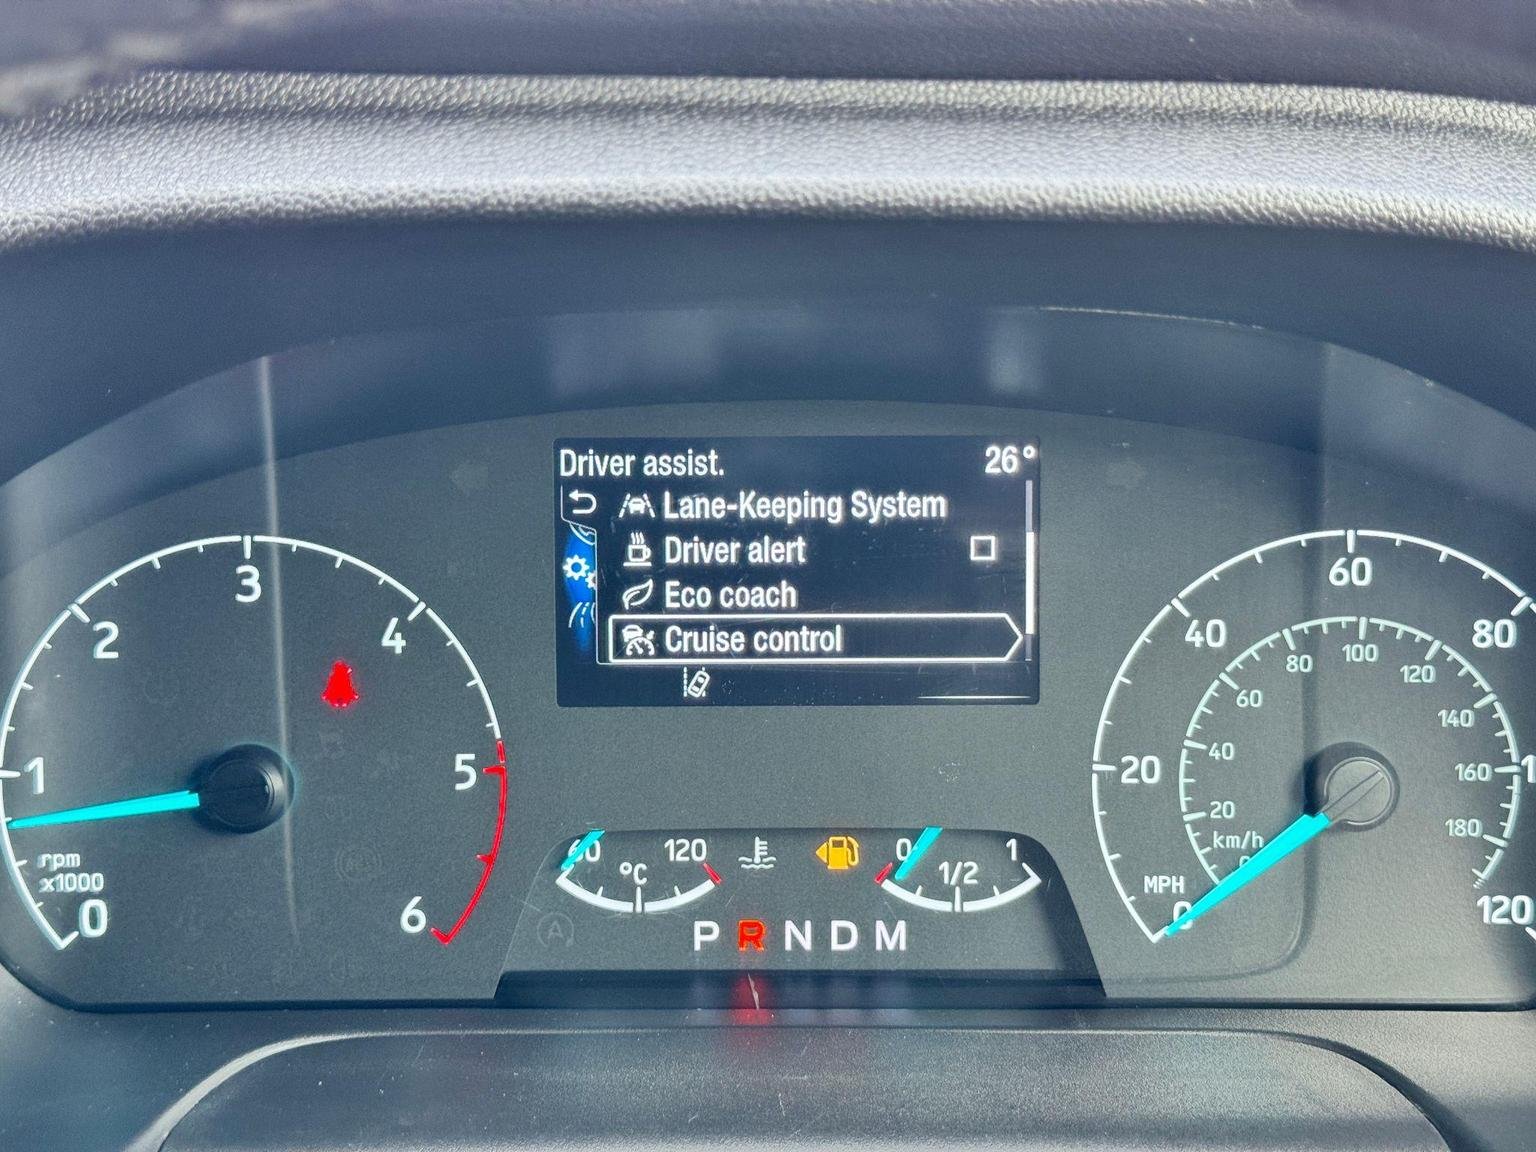 Driver assist. 26°
Lane-Keeping System
Driver alert
Eco coach
Cruise control
0
1
2
3
4
5
6
rpm
x1000
60
120
°C
0
1/2
1
A
P R N D M
0
20
40
60
80
120
MPH
km/h
0
20
40
60
80
100
120
140
160
180